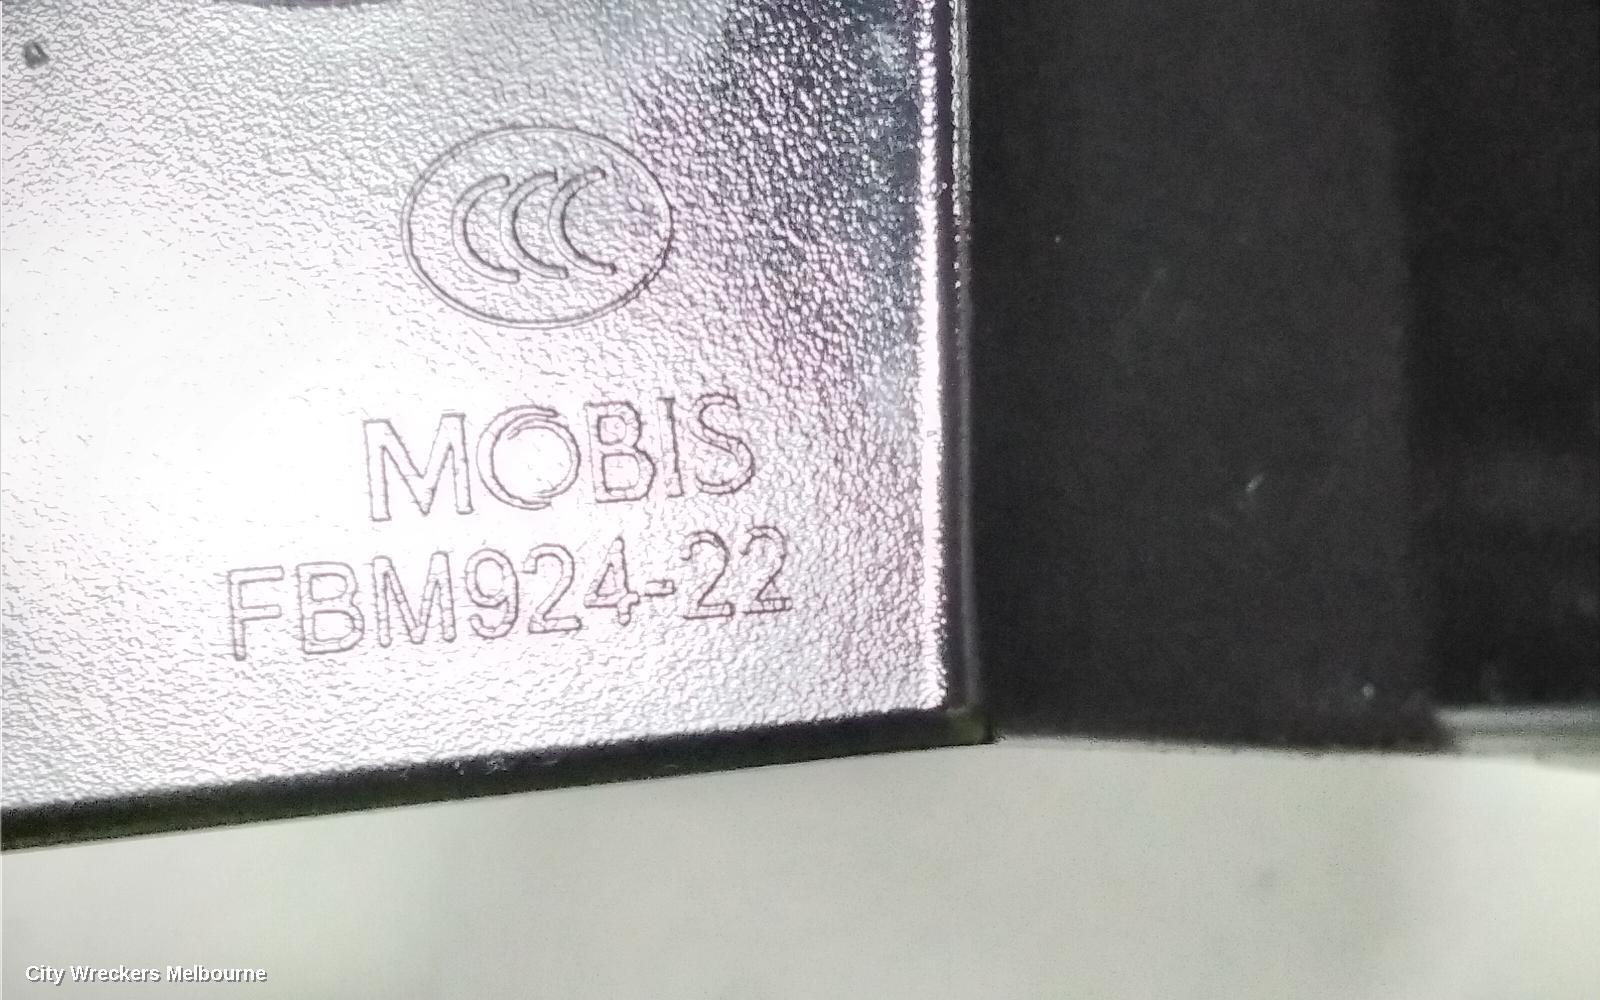 CCC
MOBIS
FBM924-22
City Wreckers Melbourne